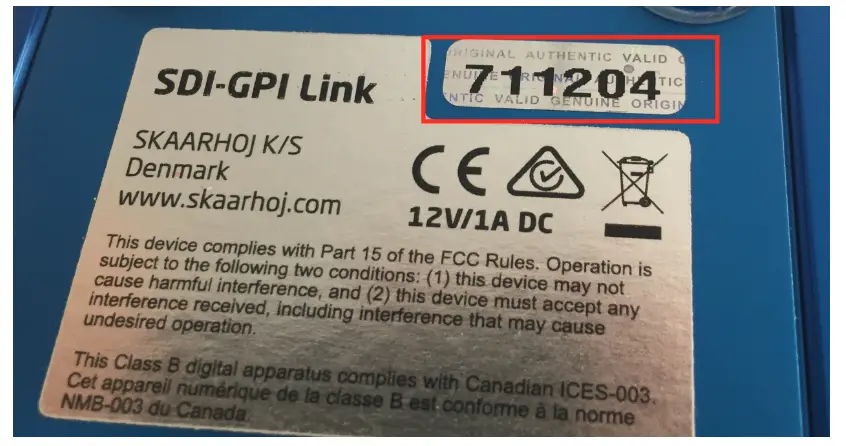 ORIGINAL AUTHENTIC VALID
SDI-GPI Link
711204
GENUINE ORIGINAL AUTHENTIC
AUTHENTIC VALID GENUINE ORIGIN
SKAARHOJ K/S
Denmark
www.skaarhoj.com
CE
12V/1A DC
This device complies with Part 15 of the FCC Rules. Operation is
subject to the following two conditions: (1) this device may not
cause harmful interference, and (2) this device must accept any
interference received, including interference that may cause
undesired operation.
This Class B digital apparatus complies with Canadian ICES-003.
Cet appareil numérique de la classe B est conforme à la norme
NMB-003 du Canada.